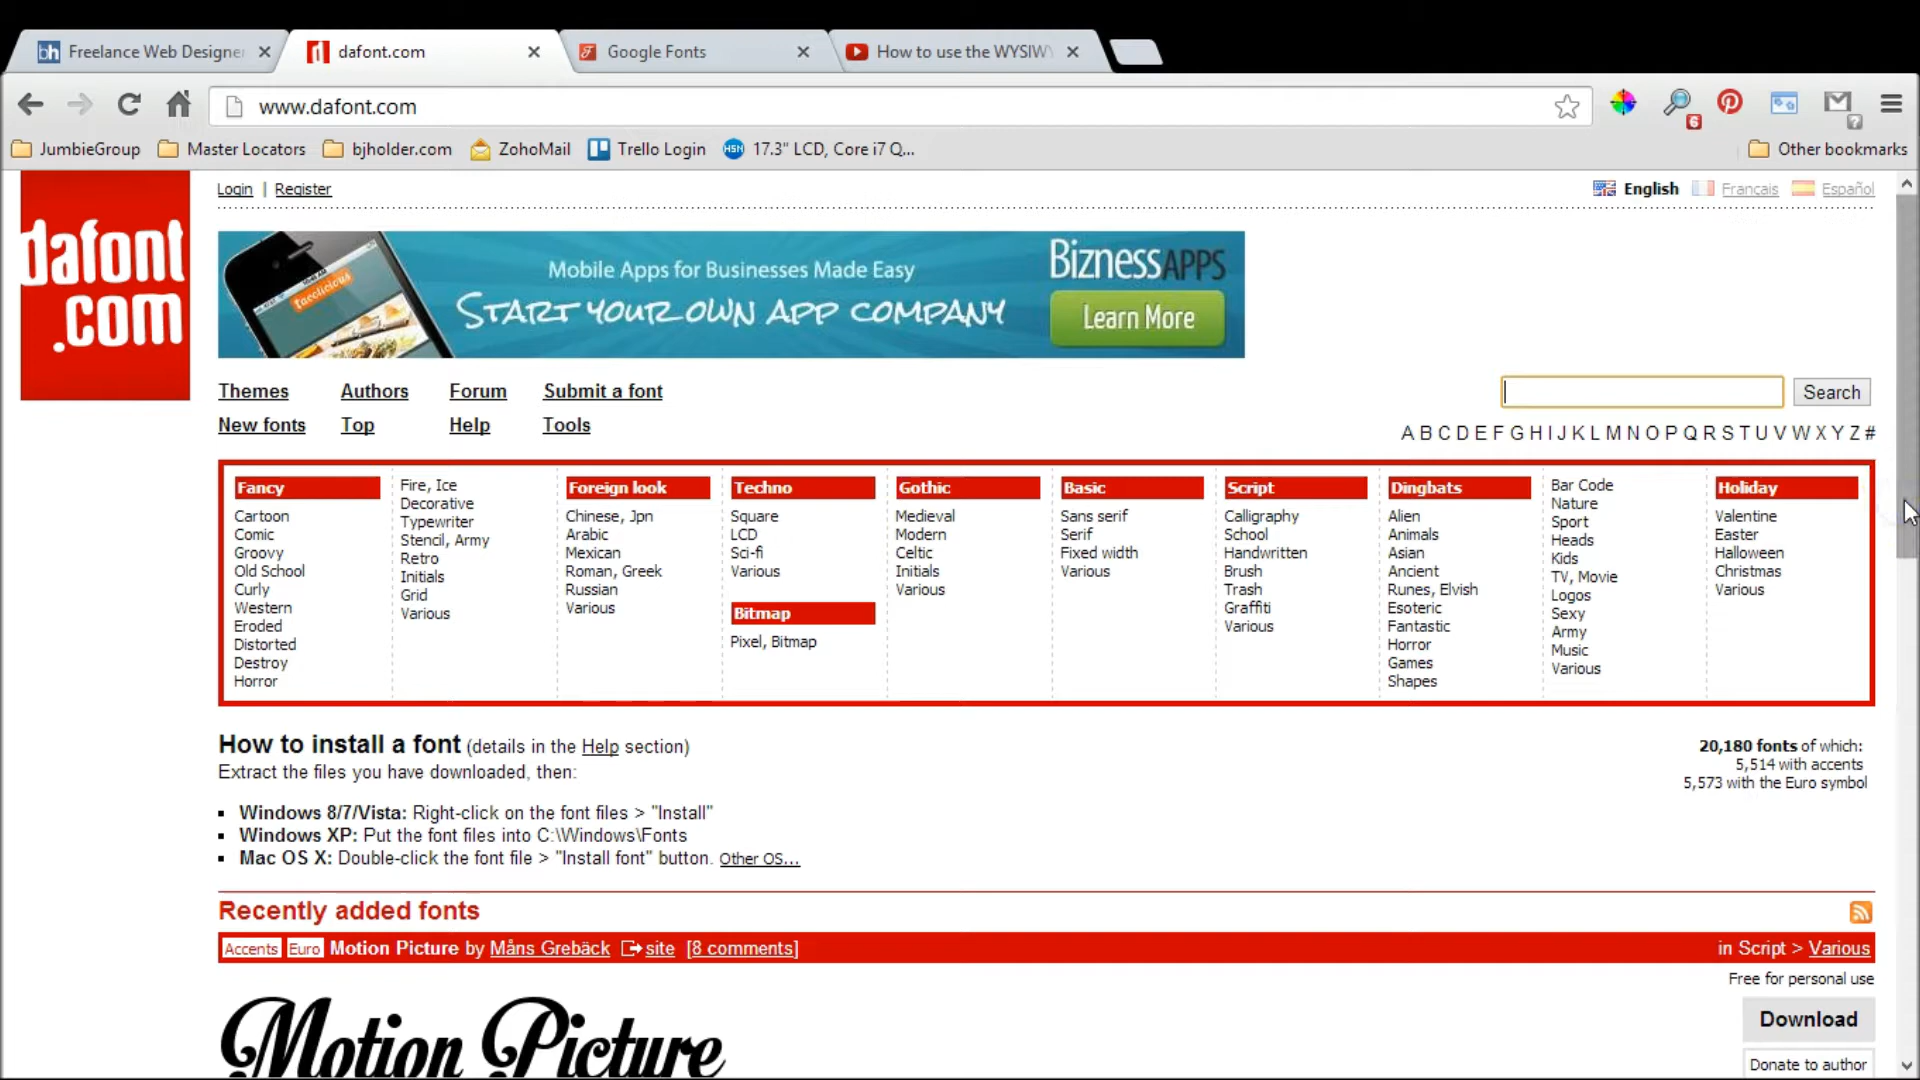 Freelance Web Designe
dafont.com
Google Fonts
How to use the WYSIW
www.dafont.com
6
?
JumbieGroup
Master Locators
bjholder.com
ZohoMail
Trello Login
HSN
17.3" LCD, Core i7 Q...
Other bookmarks
dafont
.com
Login | Register
English
Français
Español
taeclicious
Mobile Apps for Businesses Made Easy
START YOUR OWN APP COMPANY
BiznessAPPS
Learn More
Themes Authors Forum Submit a font
New fonts Top Help Tools
Search
A B C D E F G H I J K L M N O P Q R S T U V W X Y Z #
Fancy
Cartoon
Comic
Groovy
Old School
Curly
Western
Eroded
Distorted
Destroy
Horror
Fire, Ice
Decorative
Typewriter
Stencil, Army
Retro
Initials
Grid
Various
Foreign look
Chinese, Jpn
Arabic
Mexican
Roman, Greek
Russian
Various
Techno
Square
LCD
Sci-fi
Various
Bitmap
Pixel, Bitmap
Gothic
Medieval
Modern
Celtic
Initials
Various
Basic
Sans serif
Serif
Fixed width
Various
Script
Calligraphy
School
Handwritten
Brush
Trash
Graffiti
Various
Dingbats
Alien
Animals
Asian
Ancient
Runes, Elvish
Esoteric
Fantastic
Horror
Games
Shapes
Bar Code
Nature
Sport
Heads
Kids
TV, Movie
Logos
Sexy
Army
Music
Various
Holiday
Valentine
Easter
Halloween
Christmas
Various
How to install a font (details in the Help section)
Extract the files you have downloaded, then:
Windows 8/7/Vista: Right-click on the font files > "Install"
Windows XP: Put the font files into C:\Windows\Fonts
Mac OS X: Double-click the font file > "Install font" button. Other OS...
20,180 fonts of which:
5,514 with accents
5,573 with the Euro symbol
Recently added fonts
Accents Euro Motion Picture by Måns Grebäck site [8 comments]
in Script > Various
Free for personal use
Motion Picture
Download
Donate to author